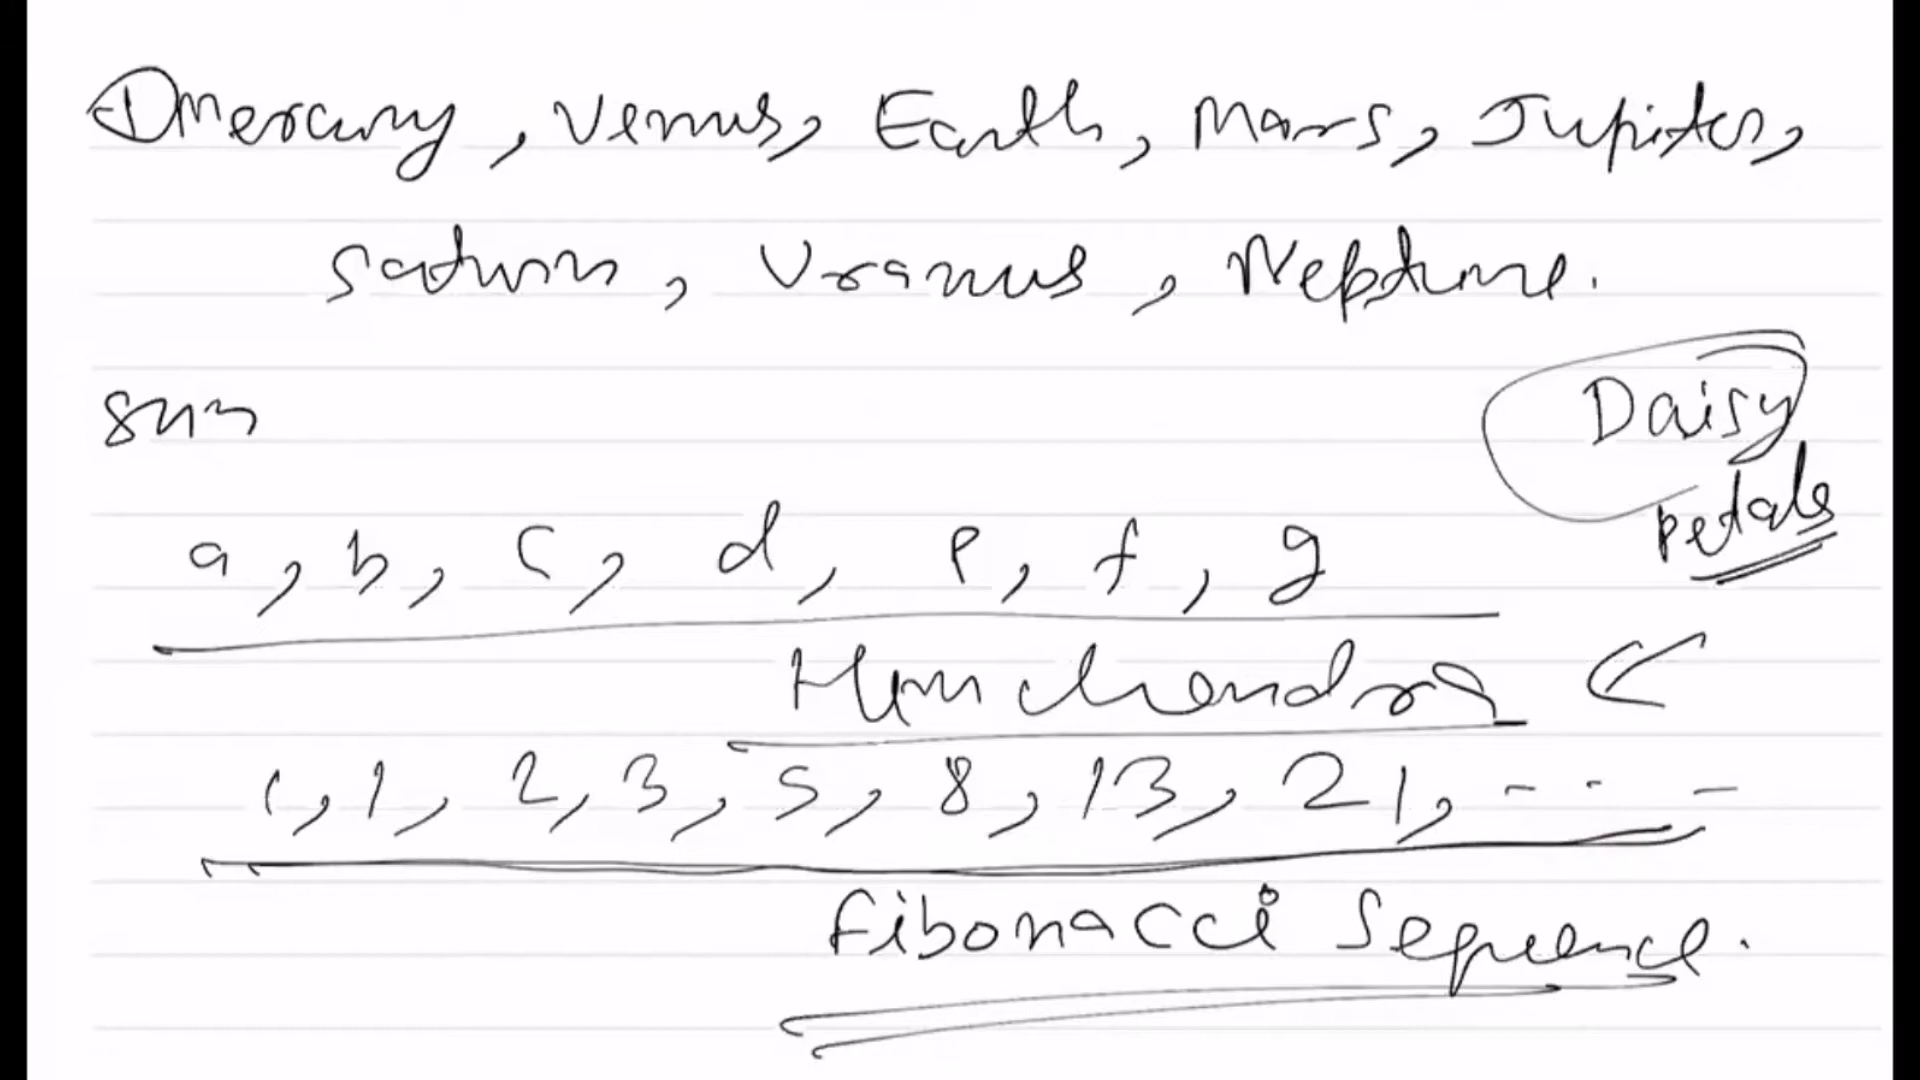 ① Mercury, Venus, Earth, Mars, Jupiter,
Saturn, Uranus, Neptune.
Sun
Daisy
petals
a, b, c, d, e, f, g
Hemchandra
1, 1, 2, 3, 5, 8, 13, 21, - - -
Fibonacci Sequence.